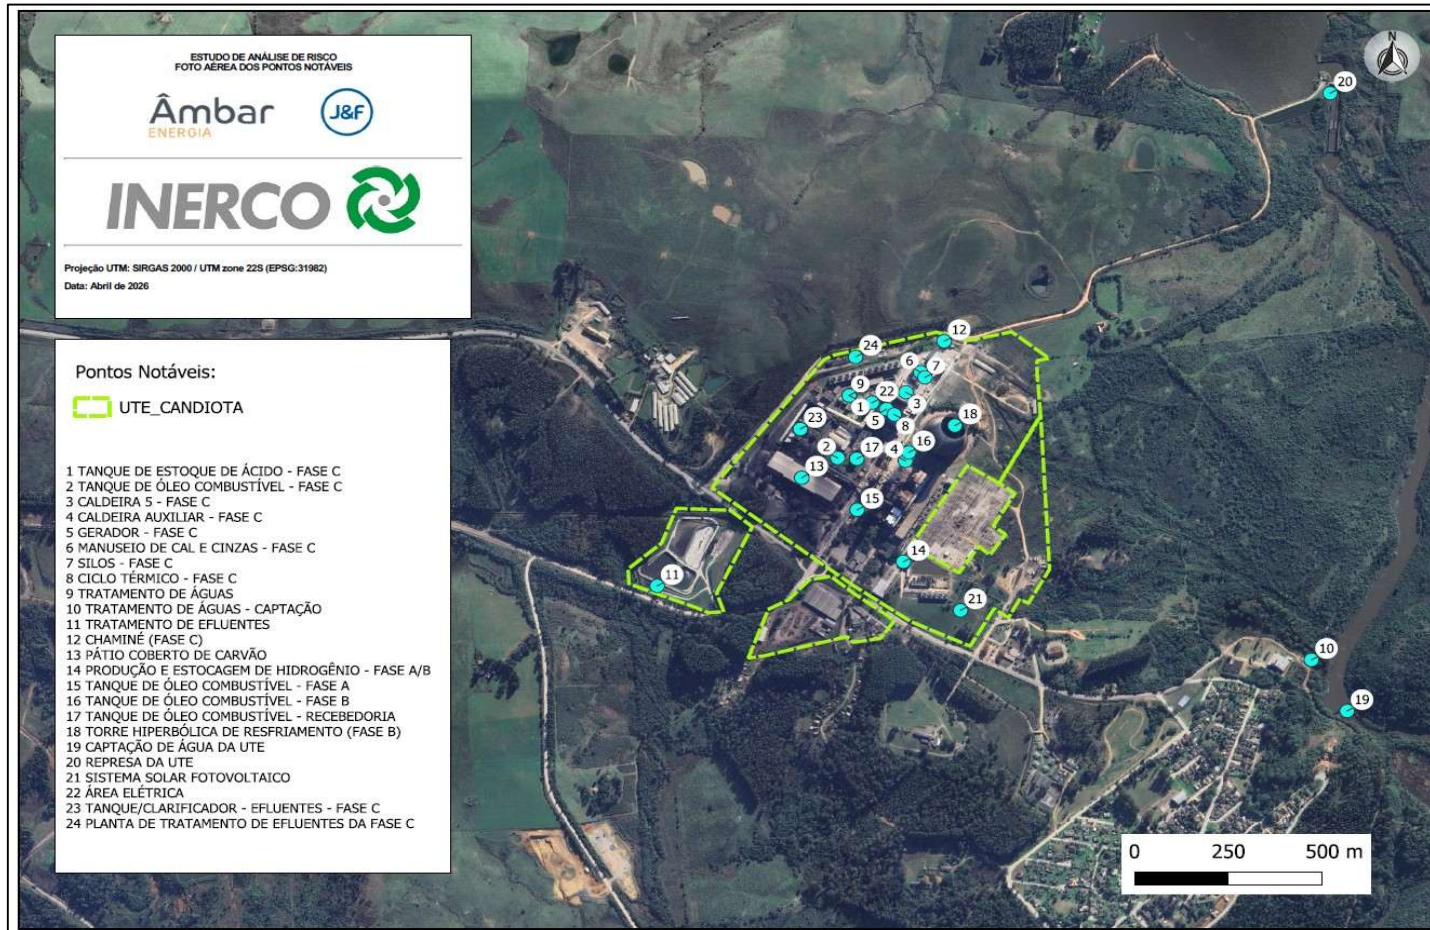 ESTUDO DE ANÁLISE DE RISCO
FOTO AÉREA DOS PONTOS NOTÁVEIS
Âmbar
ENERGIA
J&F
INERCO
Projeção UTM: SIRGAS 2000 / UTM zone 22S (EPSG:31982)
Data: Abril de 2026
Pontos Notáveis:
UTE_CANDIOTA
1 TANQUE DE ESTOQUE DE ÁCIDO - FASE C
2 TANQUE DE ÓLEO COMBUSTÍVEL - FASE C
3 CALDEIRA 5 - FASE C
4 CALDEIRA AUXILIAR - FASE C
5 GERADOR - FASE C
6 MANUSEIO DE CAL E CINZAS - FASE C
7 SILOS - FASE C
8 CICLO TÉRMICO - FASE C
9 TRATAMENTO DE ÁGUAS
10 TRATAMENTO DE ÁGUAS - CAPTAÇÃO
11 TRATAMENTO DE EFLUENTES
12 CHAMINÉ (FASE C)
13 PÁTIO COBERTO DE CARVÃO
14 PRODUÇÃO E ESTOCAGEM DE HIDROGÊNIO - FASE A/B
15 TANQUE DE ÓLEO COMBUSTÍVEL - FASE A
16 TANQUE DE ÓLEO COMBUSTÍVEL - FASE B
17 TANQUE DE ÓLEO COMBUSTÍVEL - RECEBEDORIA
18 TORRE HIPERBÓLICA DE RESFRIAMENTO (FASE B)
19 CAPTAÇÃO DE ÁGUA DA UTE
20 REPRESA DA UTE
21 SISTEMA SOLAR FOTOVOLTAICO
22 ÁREA ELÉTRICA
23 TANQUE/CLARIFICADOR - EFLUENTES - FASE C
24 PLANTA DE TRATAMENTO DE EFLUENTES DA FASE C
N
20
12
24
6
7
9
22
1
3
5
8
18
23
16
2
17
4
13
15
14
11
21
10
19
0 250 500 m